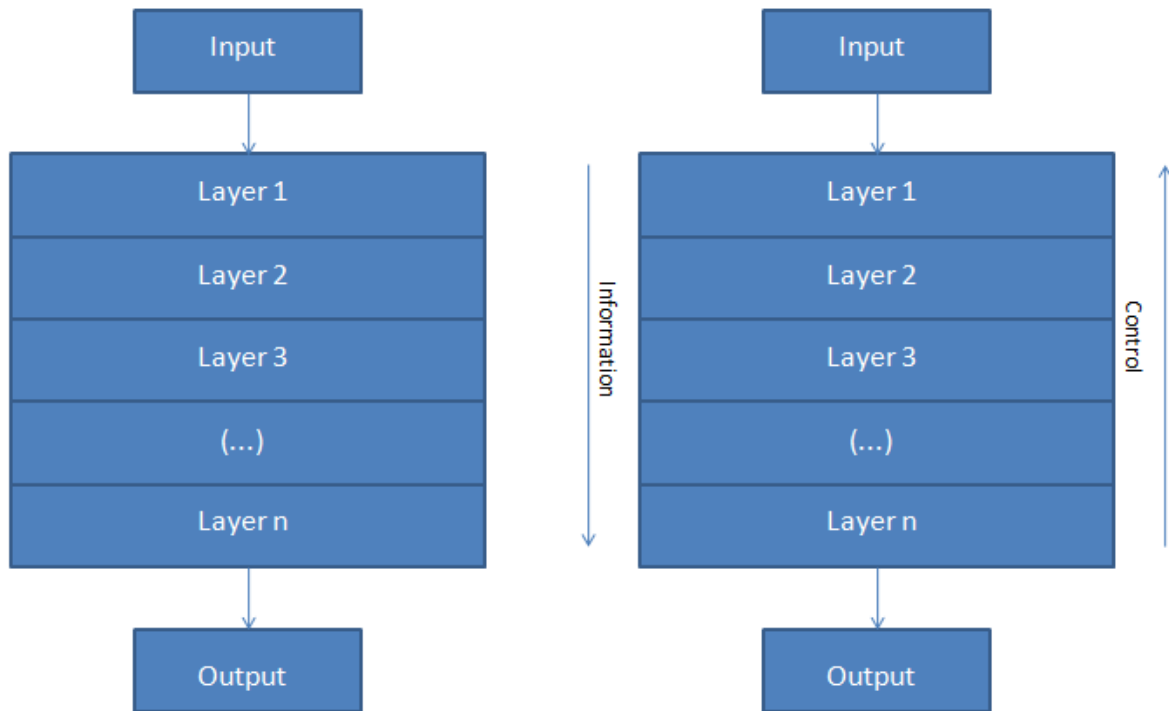 Input
Layer 1
Layer 2
Layer 3
(...)
Layer n
Output
Information
Input
Layer 1
Layer 2
Layer 3
(...)
Layer n
Output
Control